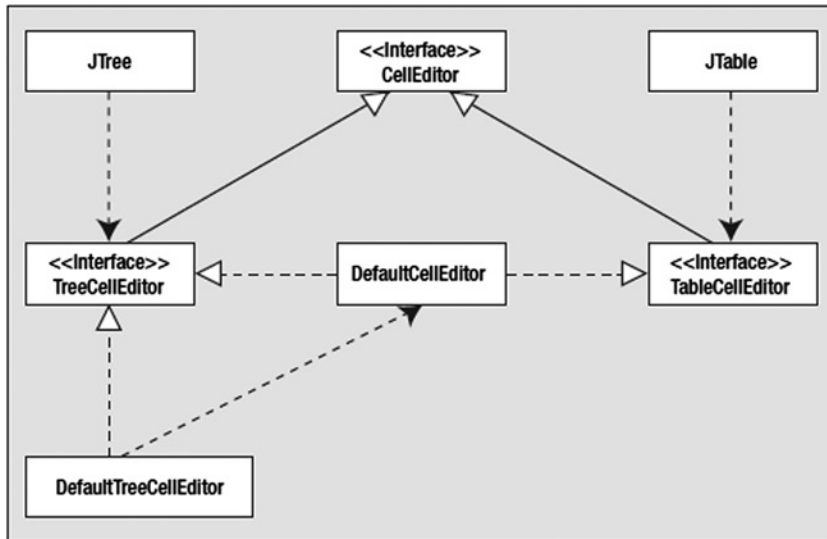 JTree
<<Interface>>
CellEditor
JTable
<<Interface>>
TreeCellEditor
DefaultCellEditor
<<Interface>>
TableCellEditor
DefaultTreeCellEditor